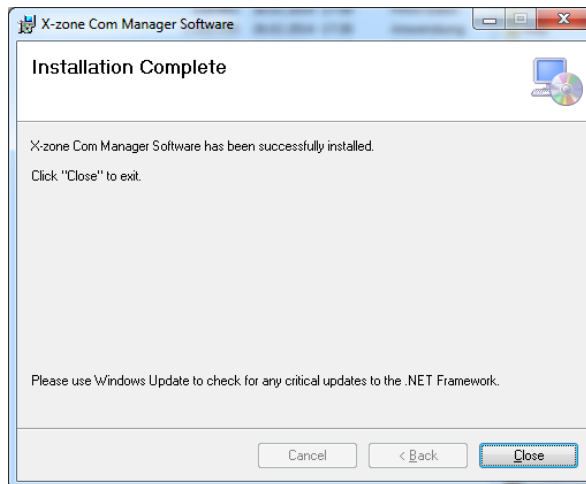 X-zone Com Manager Software
Installation Complete
X-zone Com Manager Software has been successfully installed.
Click "Close" to exit.
Please use Windows Update to check for any critical updates to the .NET Framework.
Cancel
< Back
Close